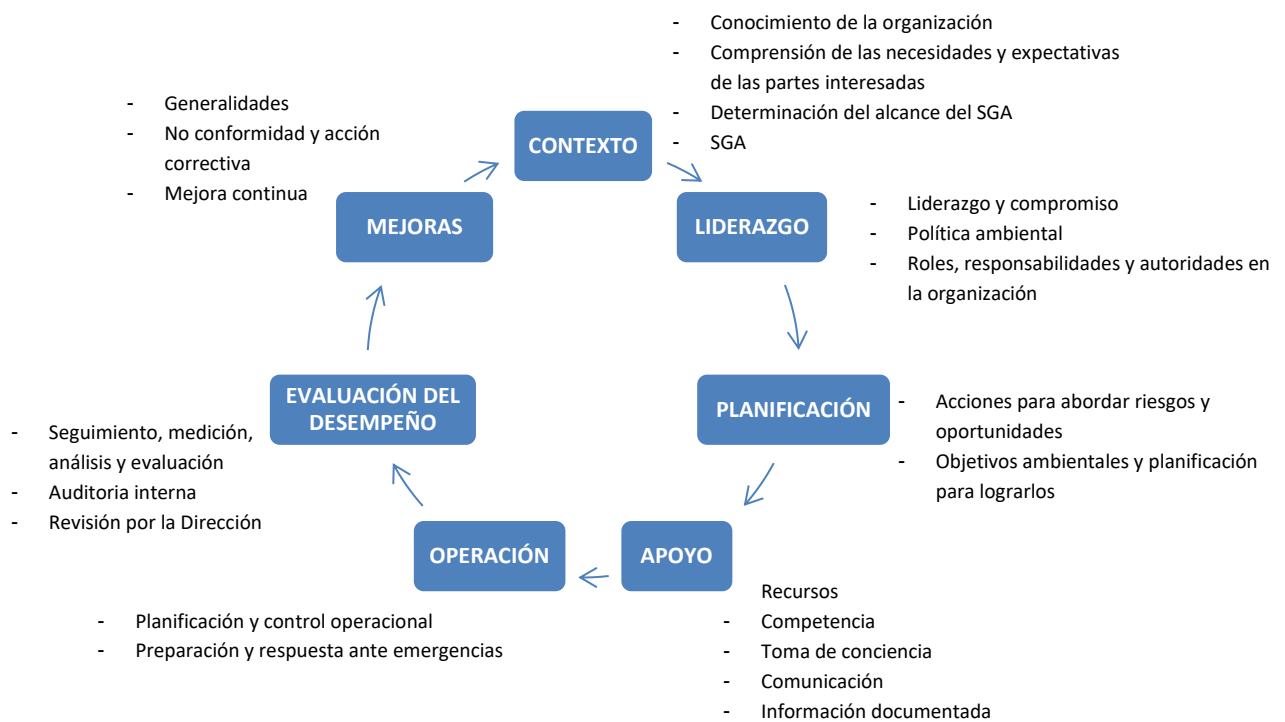 CONTEXTO
- Conocimiento de la organización
- Comprensión de las necesidades y expectativas
de las partes interesadas
- Determinación del alcance del SGA
- SGA
LIDERAZGO
- Liderazgo y compromiso
- Política ambiental
- Roles, responsabilidades y autoridades en
la organización
PLANIFICACIÓN
- Acciones para abordar riesgos y
oportunidades
- Objetivos ambientales y planificación
para lograrlos
APOYO
Recursos
- Competencia
- Toma de conciencia
- Comunicación
- Información documentada
OPERACIÓN
- Planificación y control operacional
- Preparación y respuesta ante emergencias
EVALUACIÓN DEL
DESEMPEÑO
- Seguimiento, medición,
análisis y evaluación
- Auditoria interna
- Revisión por la Dirección
MEJORAS
- Generalidades
- No conformidad y acción
correctiva
- Mejora continua